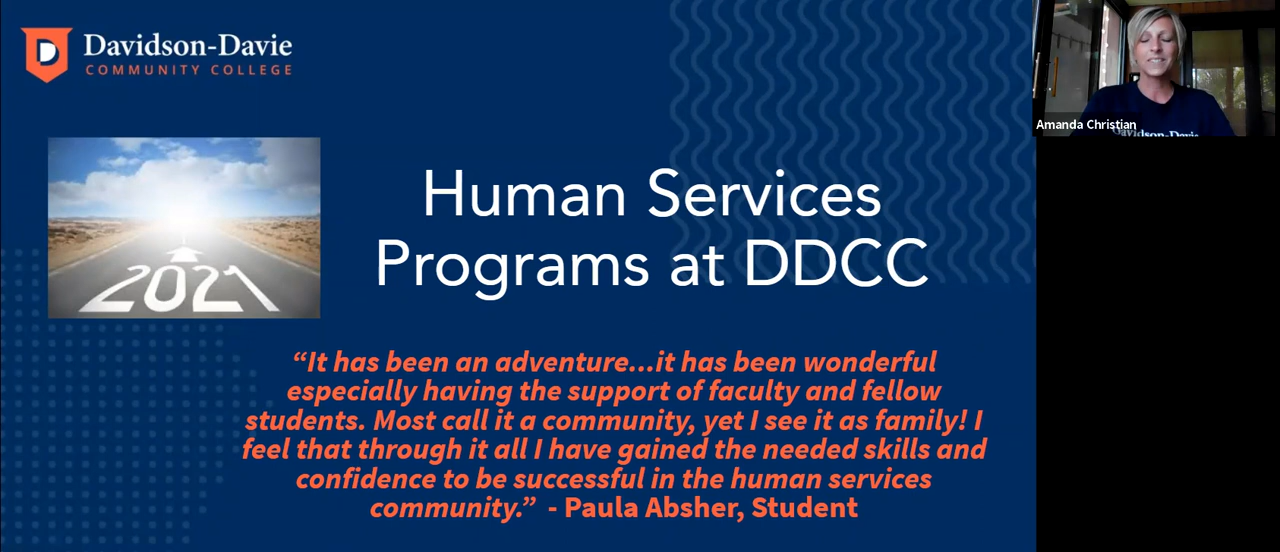 Davidson-Davie
COMMUNITY COLLEGE
2021
Human Services
Programs at DDCC
“It has been an adventure...it has been wonderful
especially having the support of faculty and fellow
students. Most call it a community, yet I see it as family! I
feel that through it all I have gained the needed skills and
confidence to be successful in the human services
community.” - Paula Absher, Student
Amanda Christian
Davidson-Davie